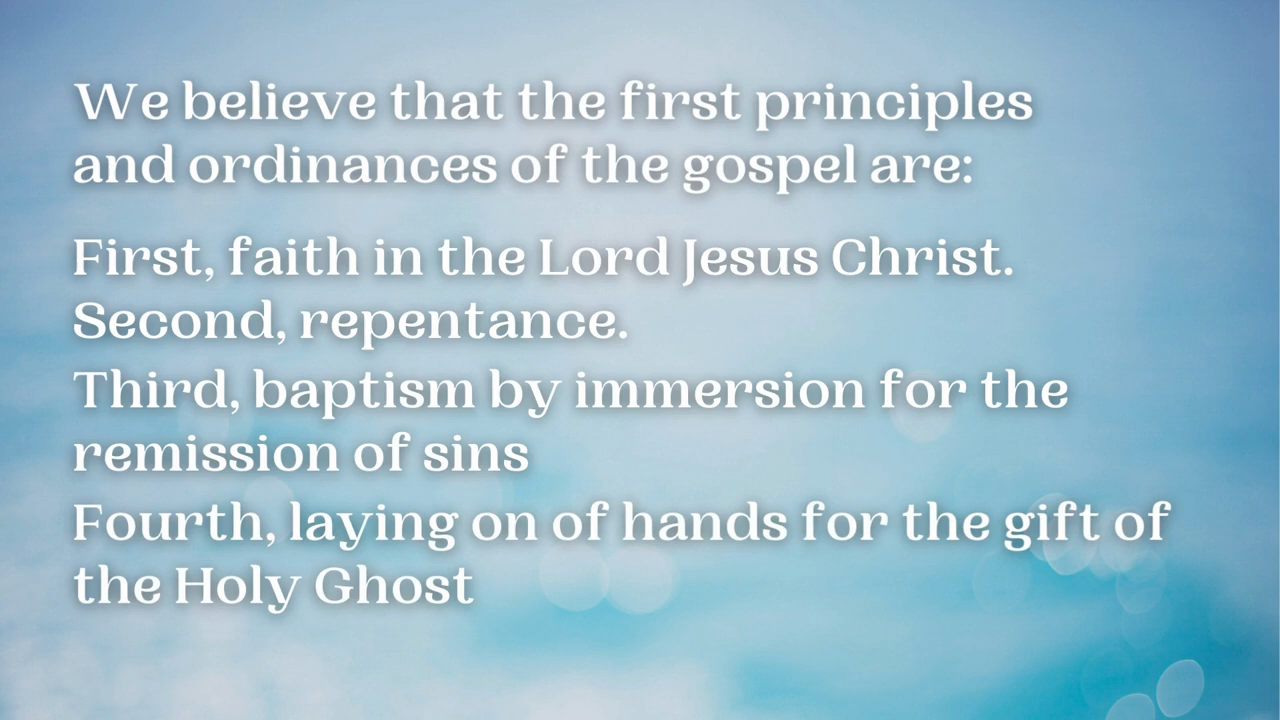 We believe that the first principles
and ordinances of the gospel are:
First, faith in the Lord Jesus Christ.
Second, repentance.
Third, baptism by immersion for the
remission of sins
Fourth, laying on of hands for the gift of
the Holy Ghost